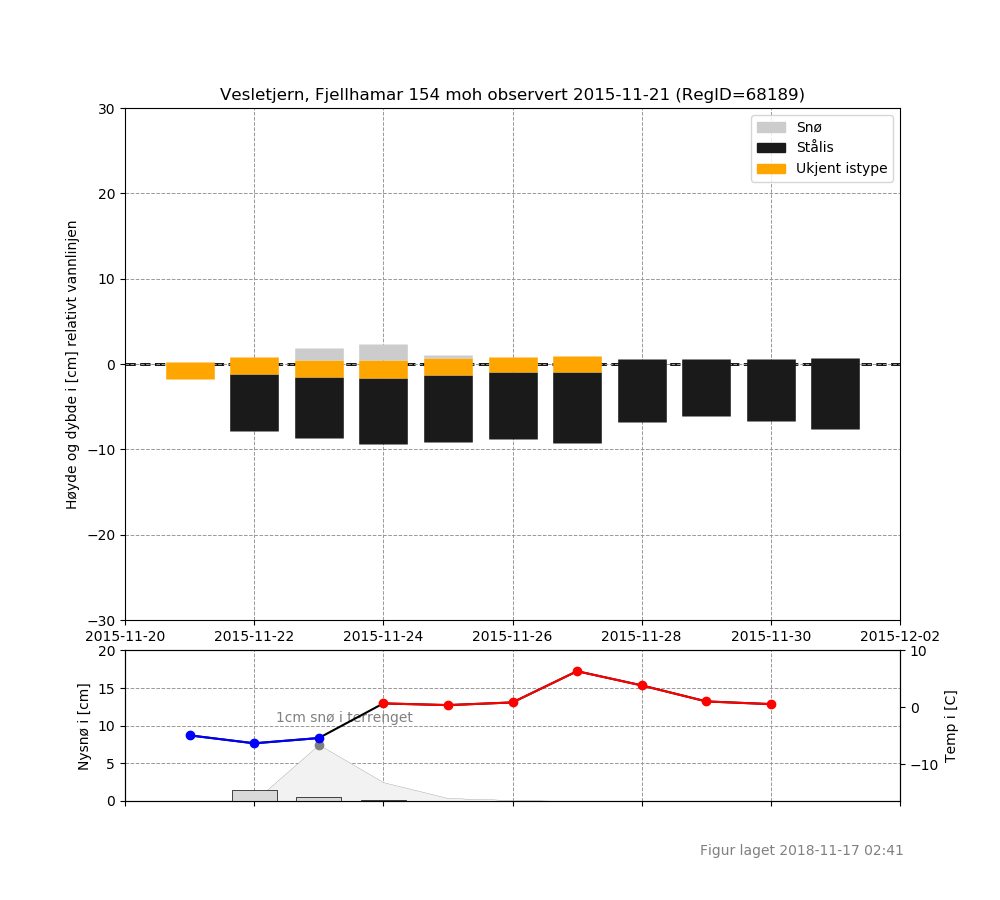 Vesletjern, Fjellhamar 154 moh observert 2015-11-21 (RegID=68189)
Høyde og dybde i [cm] relativt vannlinjen
30
20
10
0
−10
−20
−30
Snø
Stålis
Ukjent istype
2015-11-20
2015-11-22
2015-11-24
2015-11-26
2015-11-28
2015-11-30
2015-12-02
Nysnø i [cm]
20
15
10
5
0
1cm snø i terrenget
10
0
−10
Temp i [C]
Figur laget 2018-11-17 02:41